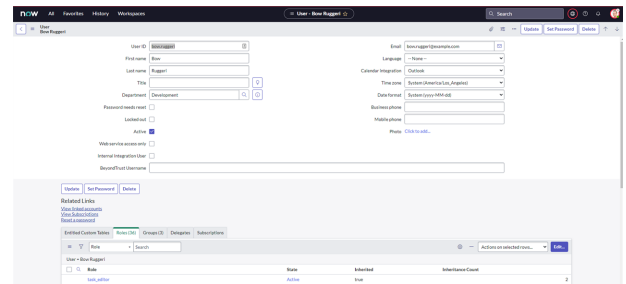 now All Favorites History Workspaces User - Bow Ruggeri Search
User
Bow Ruggeri
Update Set Password Delete
User ID bow.ruggeri
First name Bow
Last name Ruggeri
Title
Department Development
Password needs reset
Locked out
Active
Web service access only
Internal Integration User
BeyondTrust Username
Email bow.ruggeri@example.com
Language -- None --
Calendar integration Outlook
Time zone System (America/Los_Angeles)
Date format System (yyyy-MM-dd)
Business phone
Mobile phone
Photo Click to add...
Update Set Password Delete
Related Links
View linked accounts
View Subscriptions
Reset a password
Entitled Custom Tables Roles (36) Groups (3) Delegates Subscriptions
Role Search Actions on selected rows... Edit...
User = Bow Ruggeri
Role State Inherited Inheritance Count
task_editor Active true 2